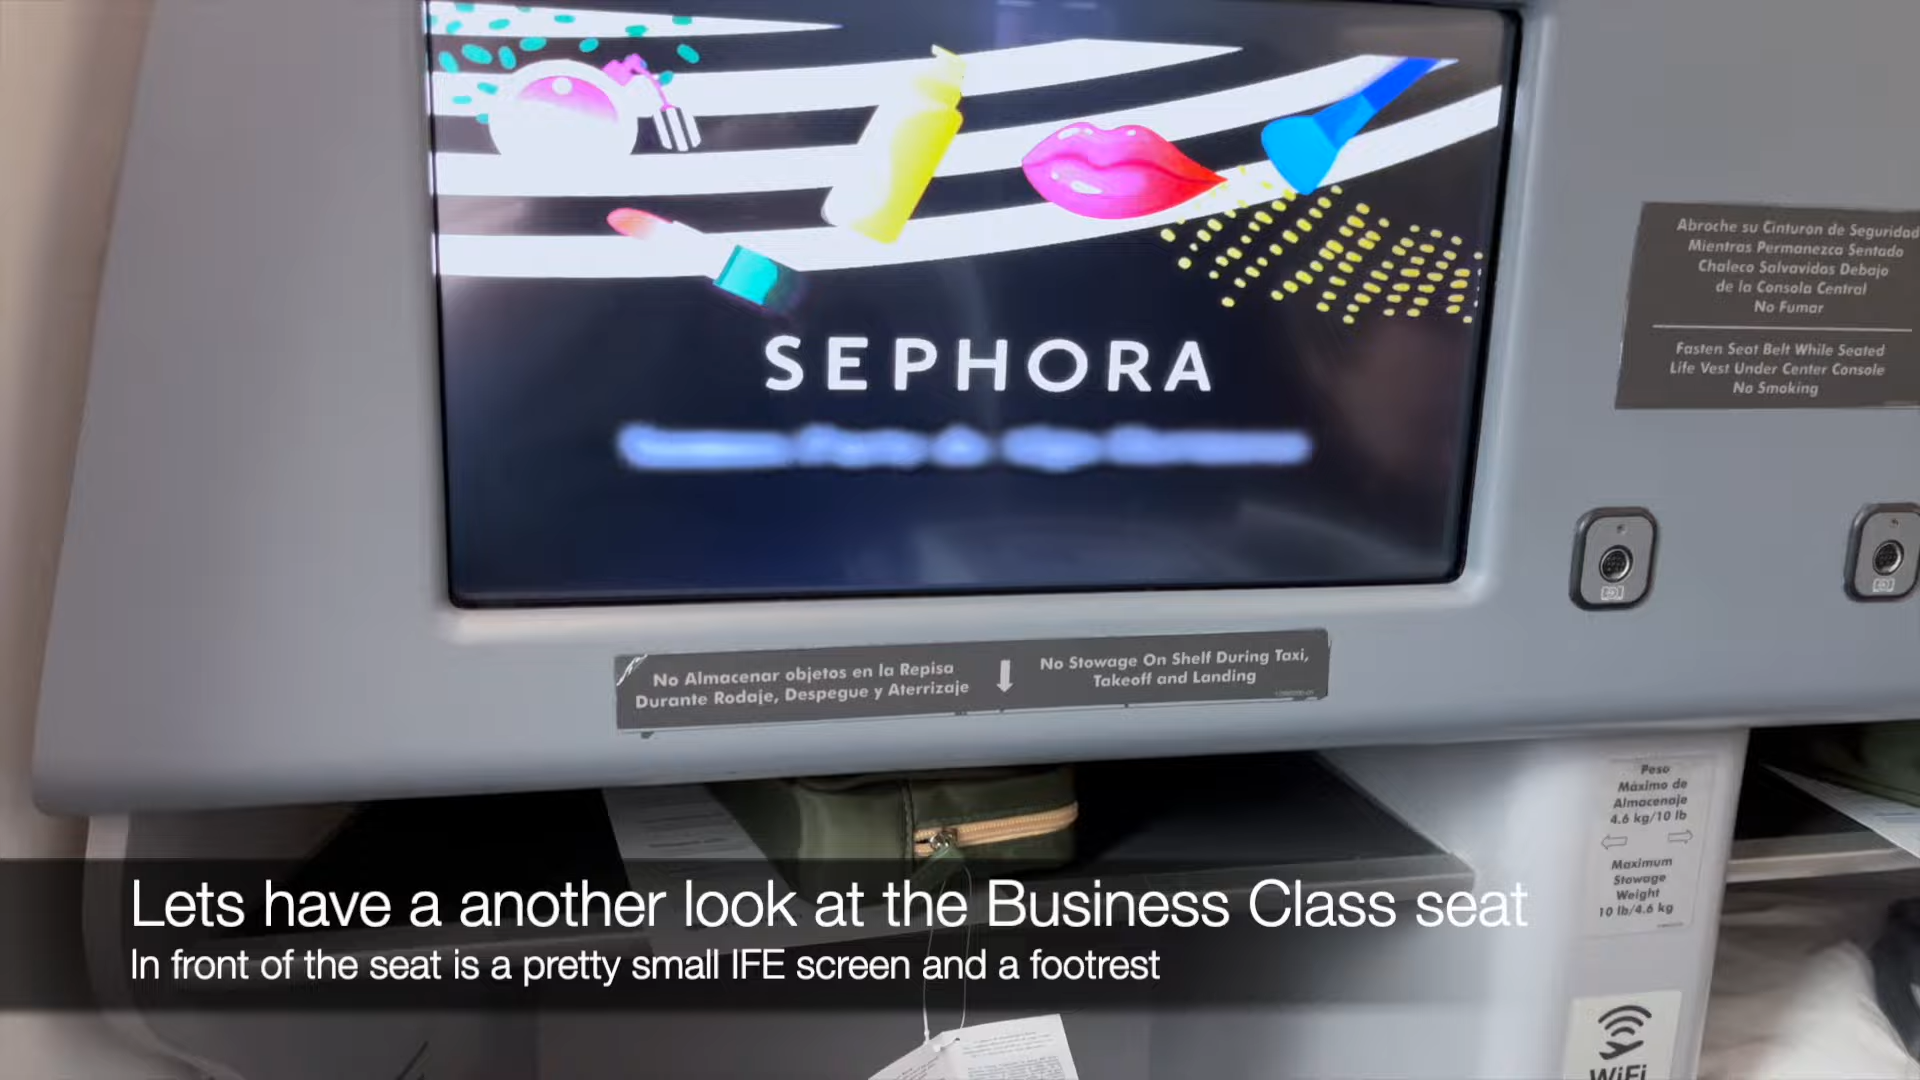 SEPHORA
Abroche su Cinturon de Seguridad
Mientras Permanezca Sentado
Chaleco Salvavidas Debajo
de la Consola Central
No Fumar
Fasten Seat Belt While Seated
Life Vest Under Center Console
No Smoking
No Almacenar objetos en la Repisa
Durante Rodaje, Despegue y Aterrizaje
No Stowage On Shelf During Taxi,
Takeoff and Landing
Peso
Máximo de
Almacenaje
4.6 kg/10 lb
Maximum
Stowage
Weight
10 lb/4.6 kg
Lets have a another look at the Business Class seat
In front of the seat is a pretty small IFE screen and a footrest
WiFi